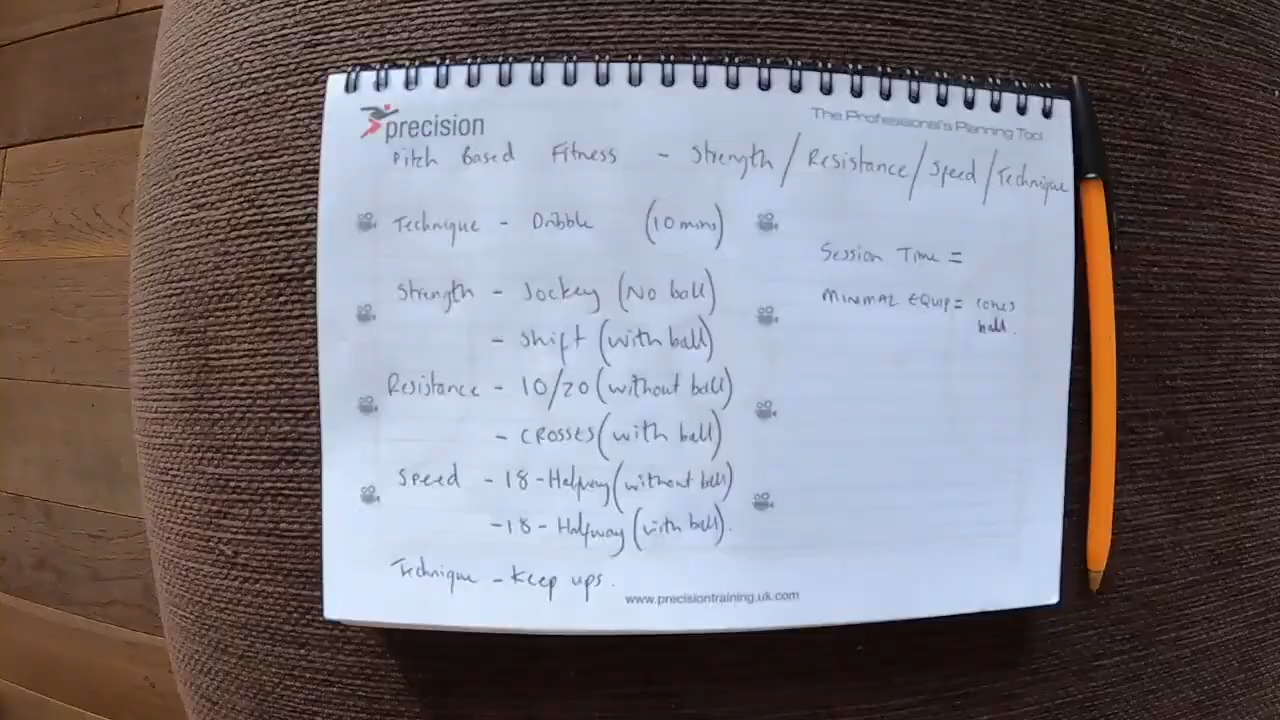 precision
The Professional's Planning Tool
Pitch Based Fitness - Strength / Resistance / Speed / Technique
Technique - Dribble (10 mins)
Session Time =
Strength - Jockey (No ball)
MINIMAL EQUIP = cones
ball.
- Shift (with ball)
Resistance - 10/20 (without ball)
- CROSSES (with ball)
Speed - 18 - Halfway (without ball)
- 18 - Halfway (with ball).
Technique - Keep ups.
www.precisiontraining.uk.com